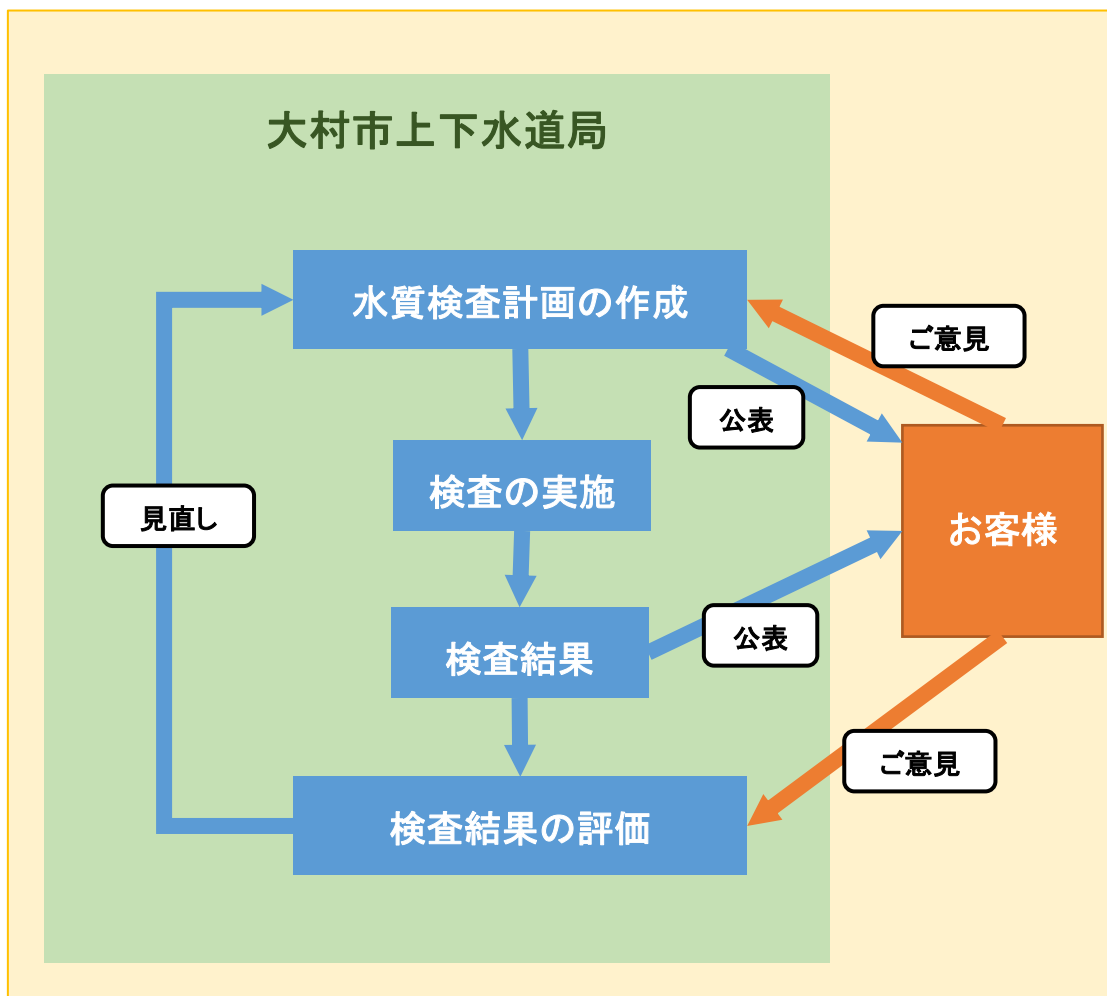 大村市上下水道局
水質検査計画の作成
ご意見
公表
検査の実施
見直し
お客様
公表
検査結果
ご意見
検査結果の評価